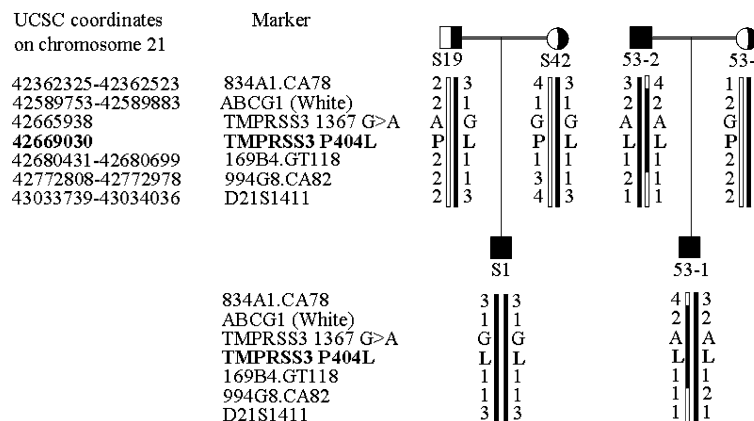 UCSC coordinates Marker
on chromosome 21
S19 S42 53-2 53-
42362325-42362523 834A1.CA78 2 3 4 3 3 4 1
42589753-42589883 ABCG1 (White) 2 1 1 1 2 2 2
42665938 TMPRSS3 1367 G>A A G G G A A G
42669030 TMPRSS3 P404L P L P L L L P
42680431-42680699 169B4.GT118 2 1 1 1 2 1 2
42772808-42772978 994G8.CA82 2 1 3 1 2 1 2
43033739-43034036 D21S1411 2 3 4 3 1 1 2
S1 53-1
834A1.CA78 3 3 4 3
ABCG1 (White) 1 1 2 2
TMPRSS3 1367 G>A G G A A
TMPRSS3 P404L L L L L
169B4.GT118 1 1 1 1
994G8.CA82 1 1 1 2
D21S1411 3 3 1 1